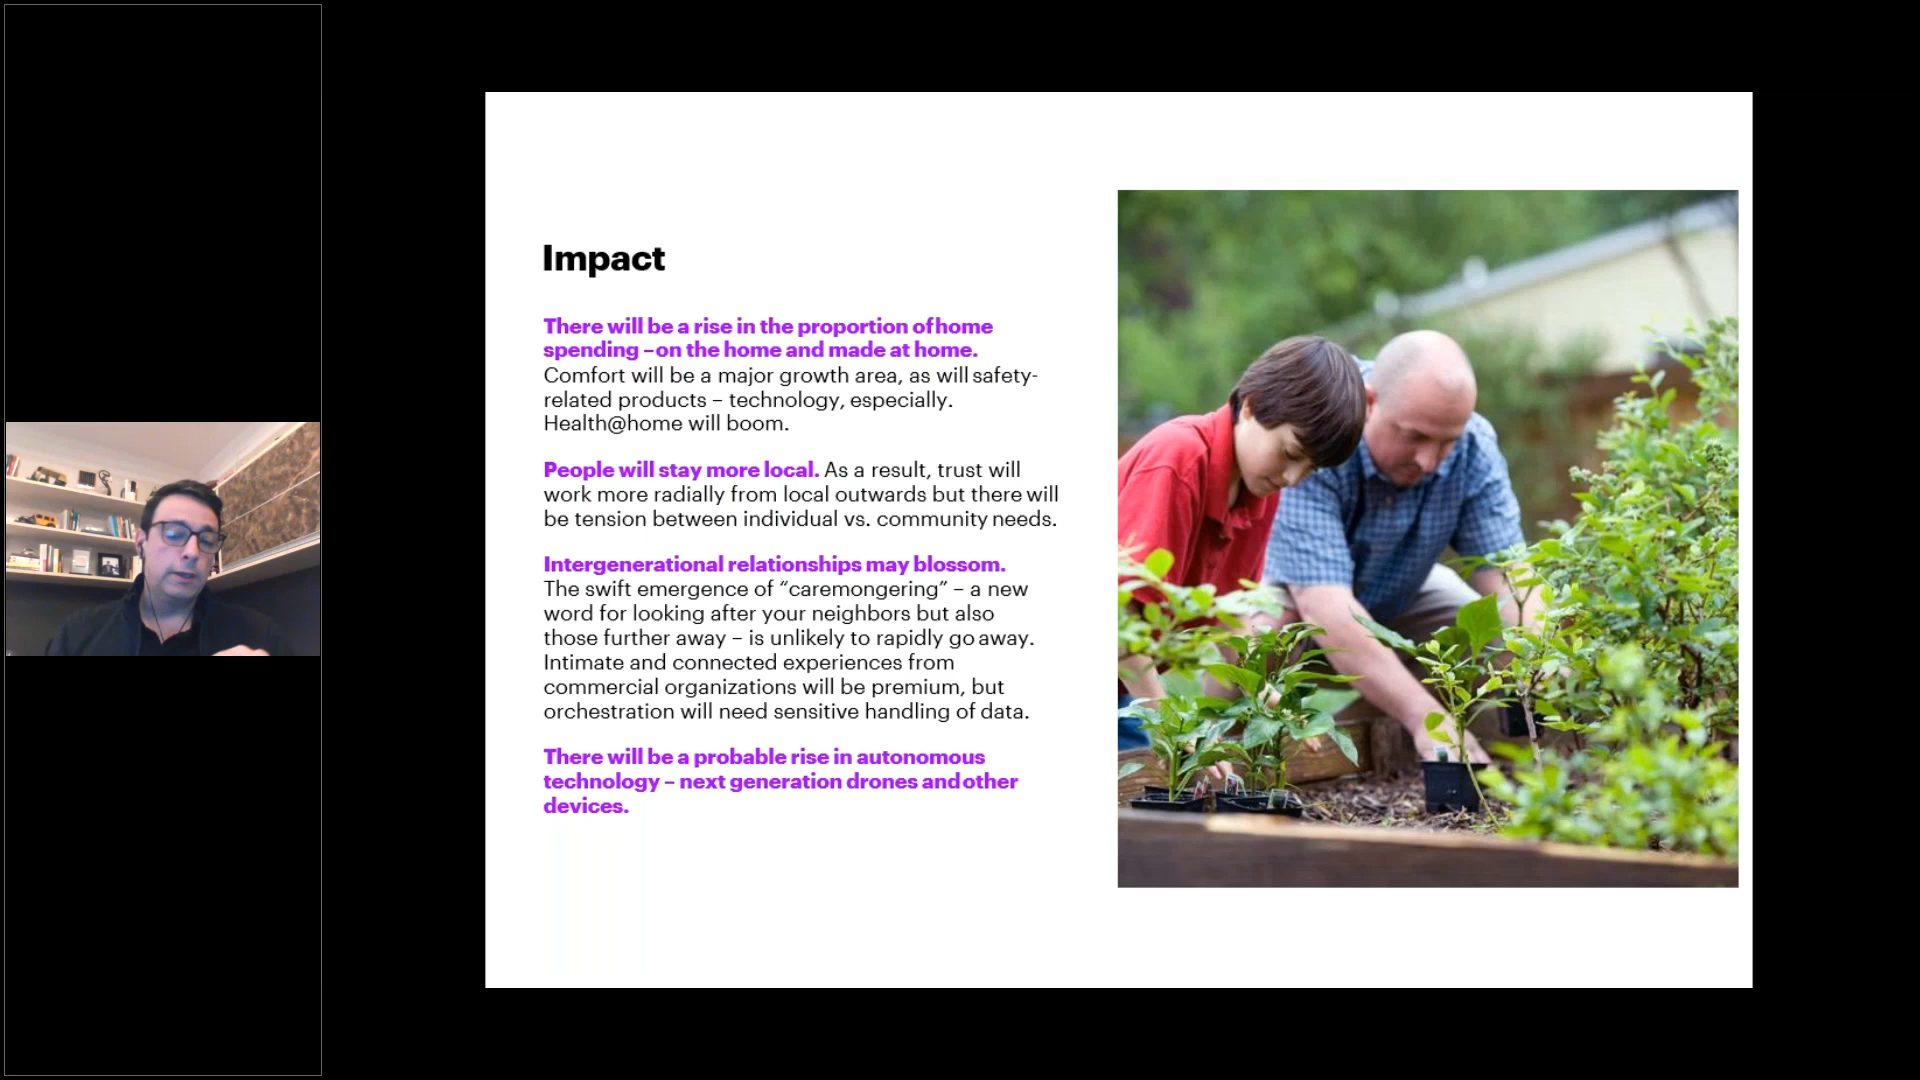 Impact
There will be a rise in the proportion of home
spending – on the home and made at home.
Comfort will be a major growth area, as will safety-
related products – technology, especially.
Health@home will boom.
People will stay more local. As a result, trust will
work more radially from local outwards but there will
be tension between individual vs. community needs.
Intergenerational relationships may blossom.
The swift emergence of “caremongering” – a new
word for looking after your neighbors but also
those further away – is unlikely to rapidly go away.
Intimate and connected experiences from
commercial organizations will be premium, but
orchestration will need sensitive handling of data.
There will be a probable rise in autonomous
technology – next generation drones and other
devices.